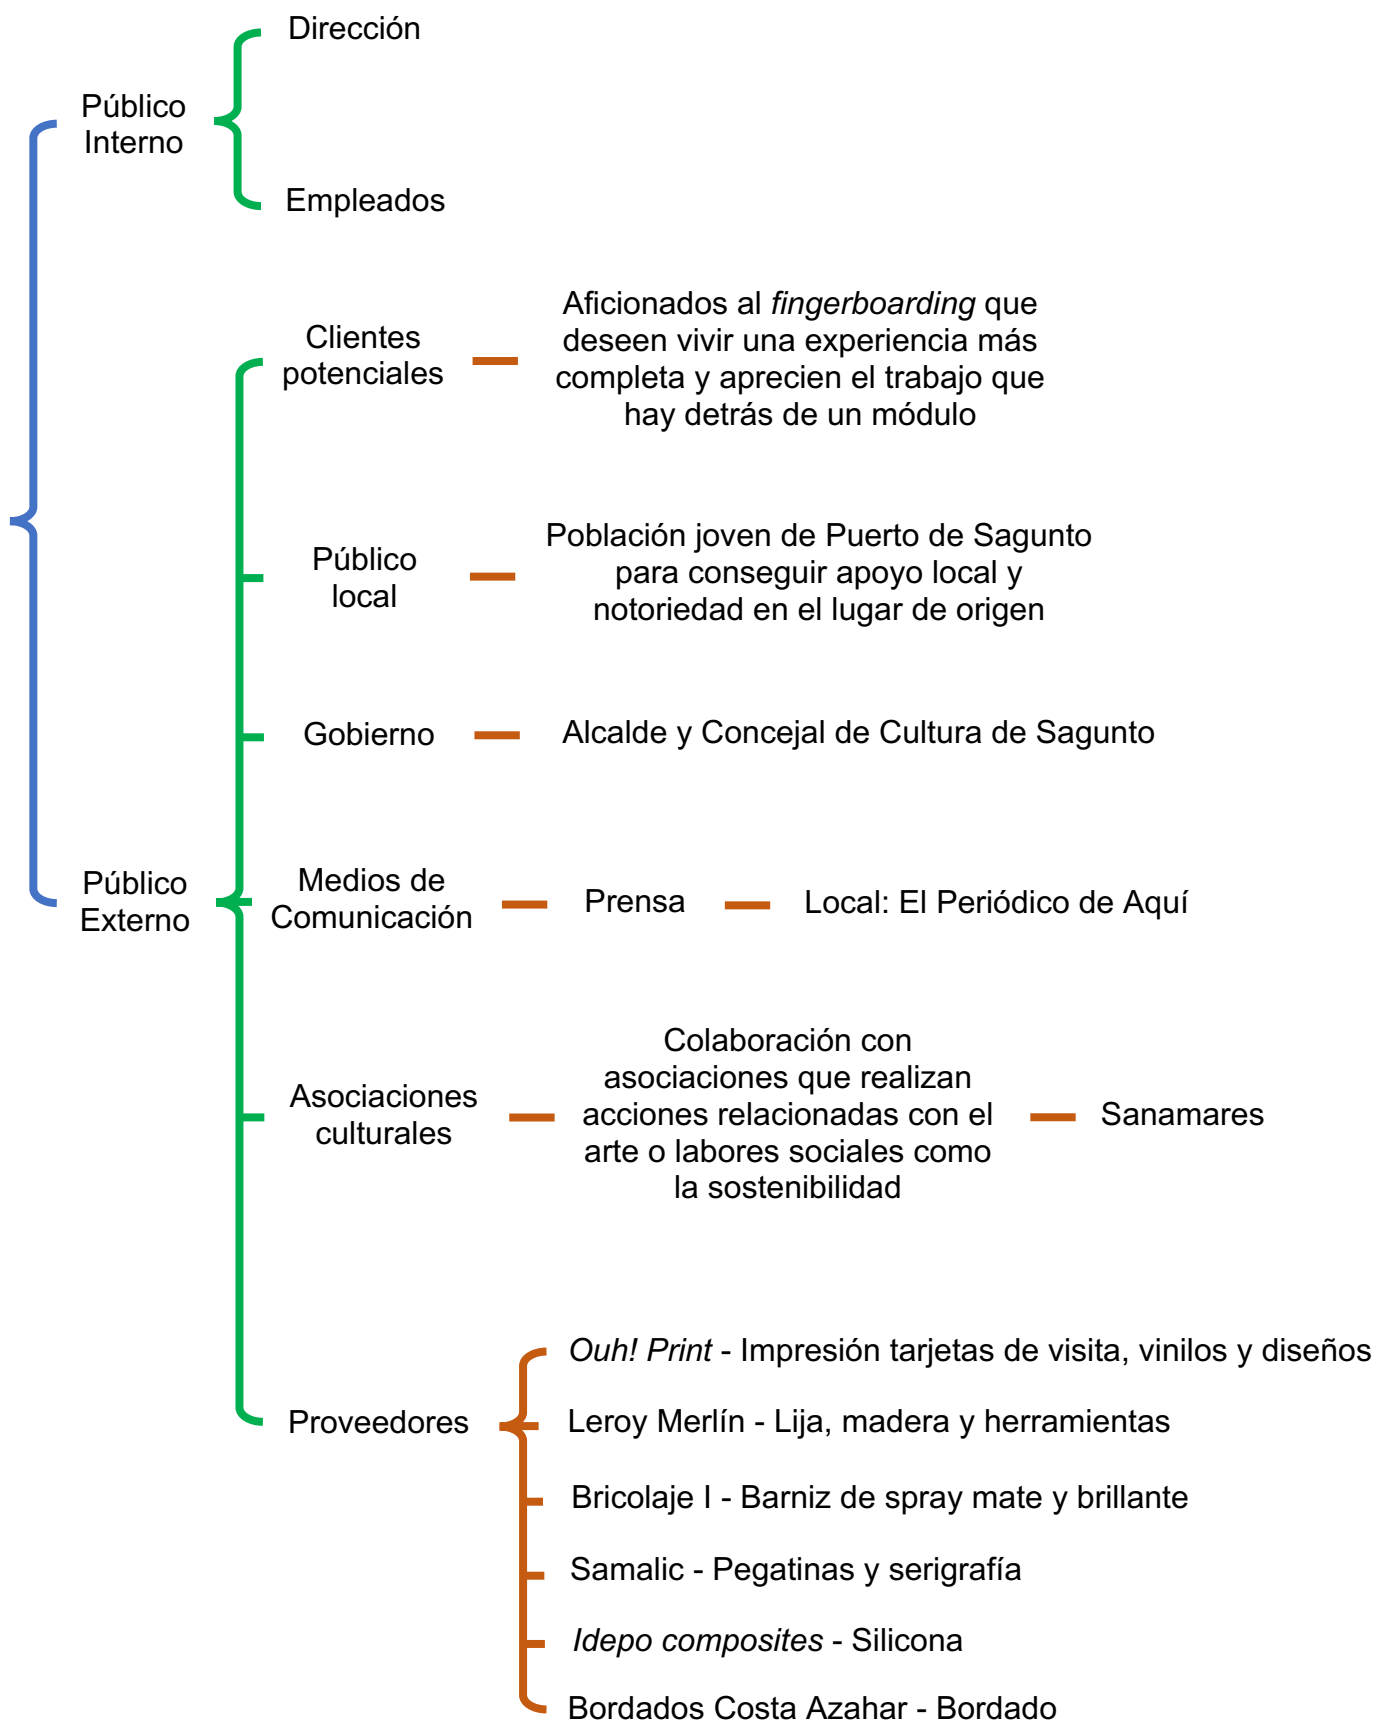 Dirección
Público
Interno
Empleados
Clientes
potenciales
Aficionados al fingerboarding que
deseen vivir una experiencia más
completa y aprecien el trabajo que
hay detrás de un módulo
Público
local
Población joven de Puerto de Sagunto
para conseguir apoyo local y
notoriedad en el lugar de origen
Gobierno
Alcalde y Concejal de Cultura de Sagunto
Público
Externo
Medios de
Comunicación
Prensa
Local: El Periódico de Aquí
Asociaciones
culturales
Colaboración con
asociaciones que realizan
acciones relacionadas con el
arte o labores sociales como
la sostenibilidad
Sanamares
Proveedores
Ouh! Print - Impresión tarjetas de visita, vinilos y diseños
Leroy Merlín - Lija, madera y herramientas
Bricolaje I - Barniz de spray mate y brillante
Samalic - Pegatinas y serigrafía
Idepo composites - Silicona
Bordados Costa Azahar - Bordado